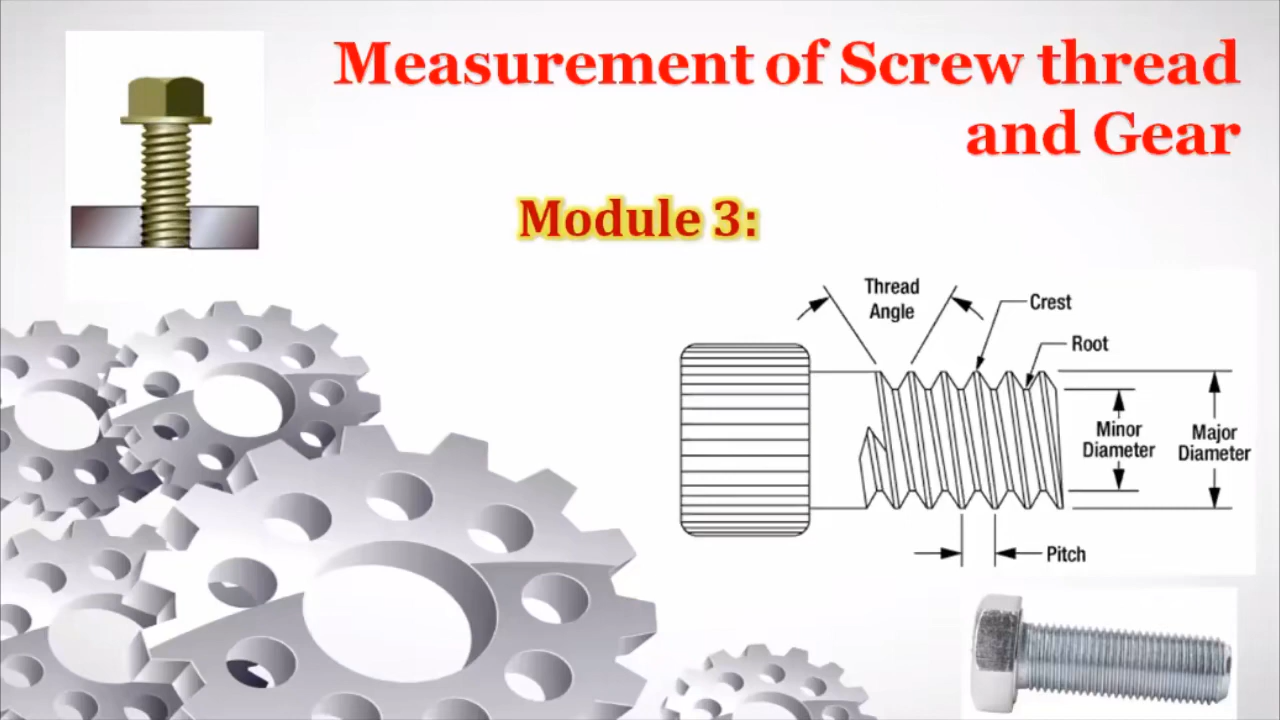 Measurement of Screw thread
and Gear
Module 3:
Thread
Angle
Crest
Root
Minor
Diameter
Major
Diameter
Pitch